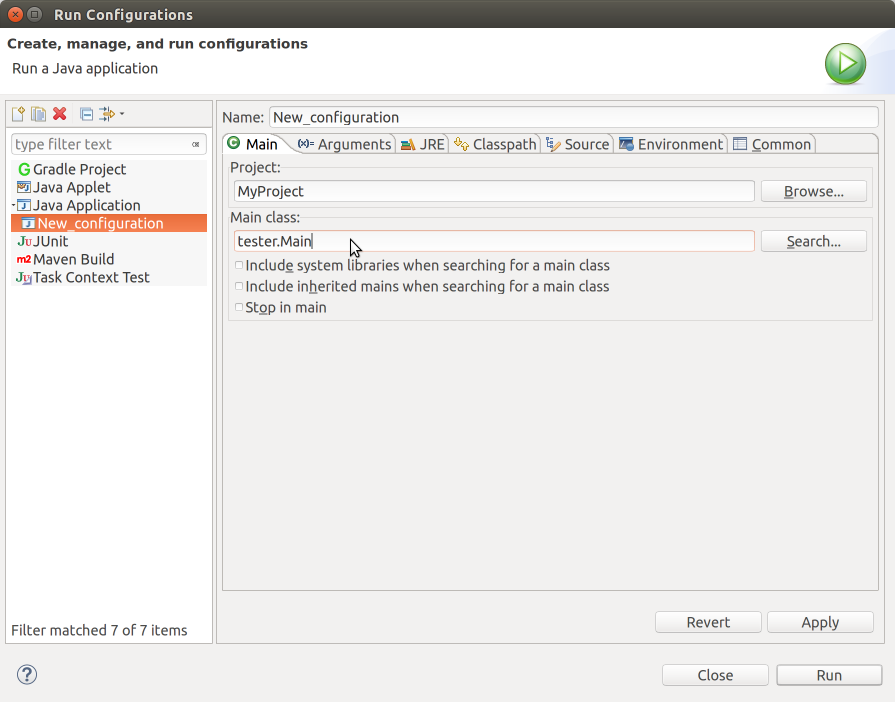 Run Configurations
Create, manage, and run configurations
Run a Java application
type filter text
Gradle Project
Java Applet
Java Application
New_configuration
JUnit
Maven Build
Task Context Test
Filter matched 7 of 7 items
Name: New_configuration
Main (x)= Arguments JRE Classpath Source Environment Common
Project:
MyProject Browse...
Main class:
tester.Main Search...
Include system libraries when searching for a main class
Include inherited mains when searching for a main class
Stop in main
Revert Apply
? Close Run